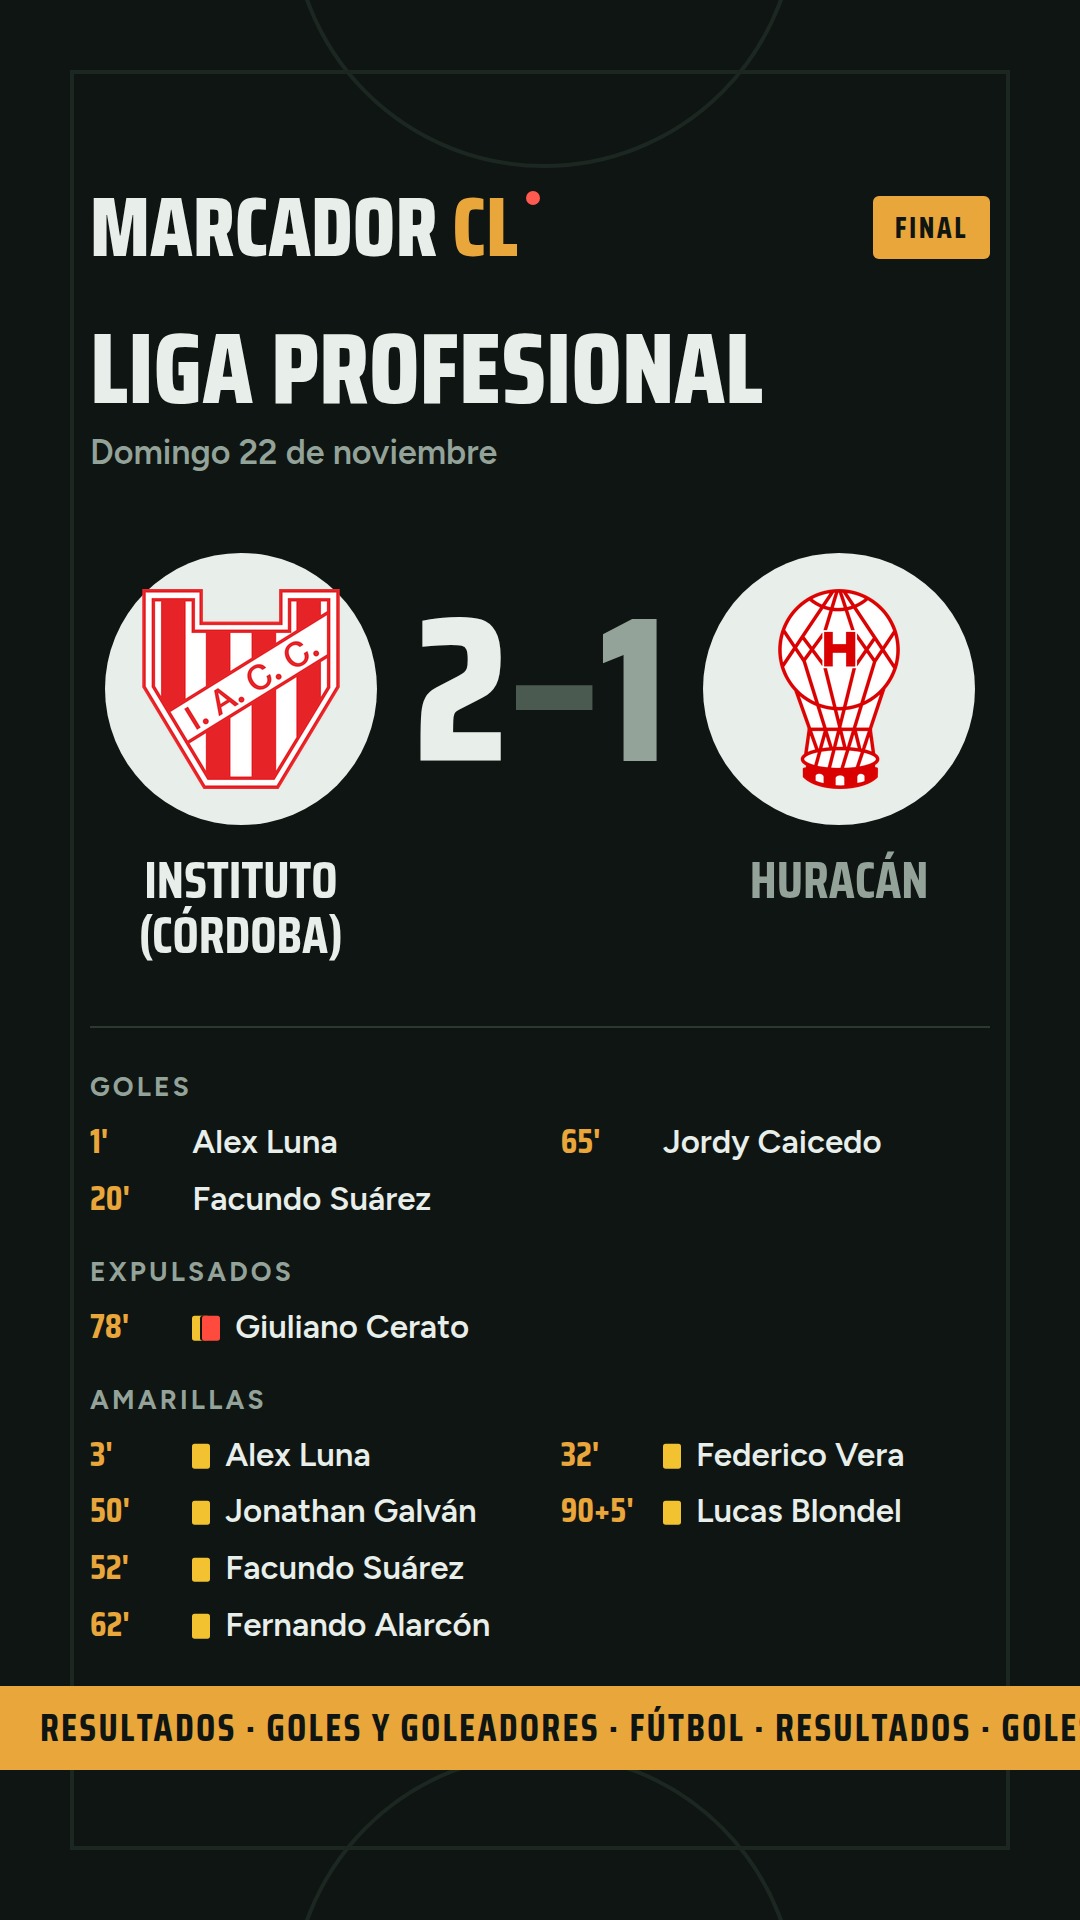 MARCADOR CL
FINAL
LIGA PROFESIONAL
Domingo 22 de noviembre
I. A. C. C.
H
2-1
INSTITUTO
(CÓRDOBA)
HURACÁN
GOLES
1' Alex Luna
65' Jordy Caicedo
20' Facundo Suárez
EXPULSADOS
78' Giuliano Cerato
AMARILLAS
3' Alex Luna
32' Federico Vera
50' Jonathan Galván
90+5' Lucas Blondel
52' Facundo Suárez
62' Fernando Alarcón
RESULTADOS · GOLES Y GOLEADORES · FÚTBOL · RESULTADOS · GOLES